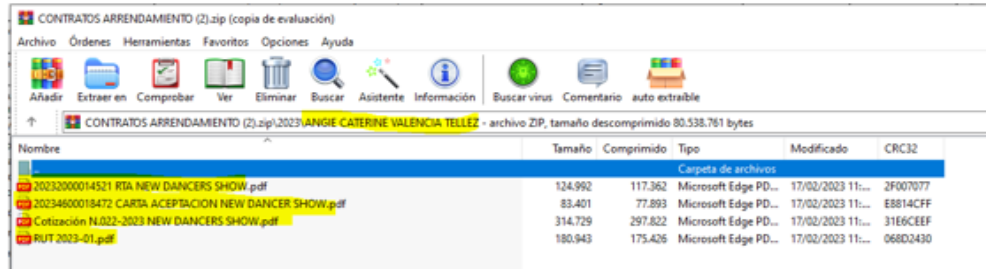 CONTRATOS ARRENDAMIENTO (2).zip (copia de evaluación)
Archivo Órdenes Herramientas Favoritos Opciones Ayuda
Añadir Extraer en Comprobar Ver Eliminar Buscar Asistente Información Buscar virus Comentario auto extraíble
CONTRATOS ARRENDAMIENTO (2).zip\2023\ANGIE CATERINE VALENCIA TELLEZ - archivo ZIP, tamaño descomprimido 80.538.761 bytes
Nombre Tamaño Comprimido Tipo Modificado CRC32
.. Carpeta de archivos
20232000014521 RTA NEW DANCERS SHOW.pdf 124.992 117.362 Microsoft Edge PD... 17/02/2023 11:... 2F007077
20234600018472 CARTA ACEPTACION NEW DANCER SHOW.pdf 83.401 77.893 Microsoft Edge PD... 17/02/2023 11:... E8814CFF
Cotización N.022-2023 NEW DANCERS SHOW.pdf 314.729 297.822 Microsoft Edge PD... 17/02/2023 11:... 31E6CEEF
RUT 2023-01.pdf 180.943 175.426 Microsoft Edge PD... 17/02/2023 11:... 068D2430